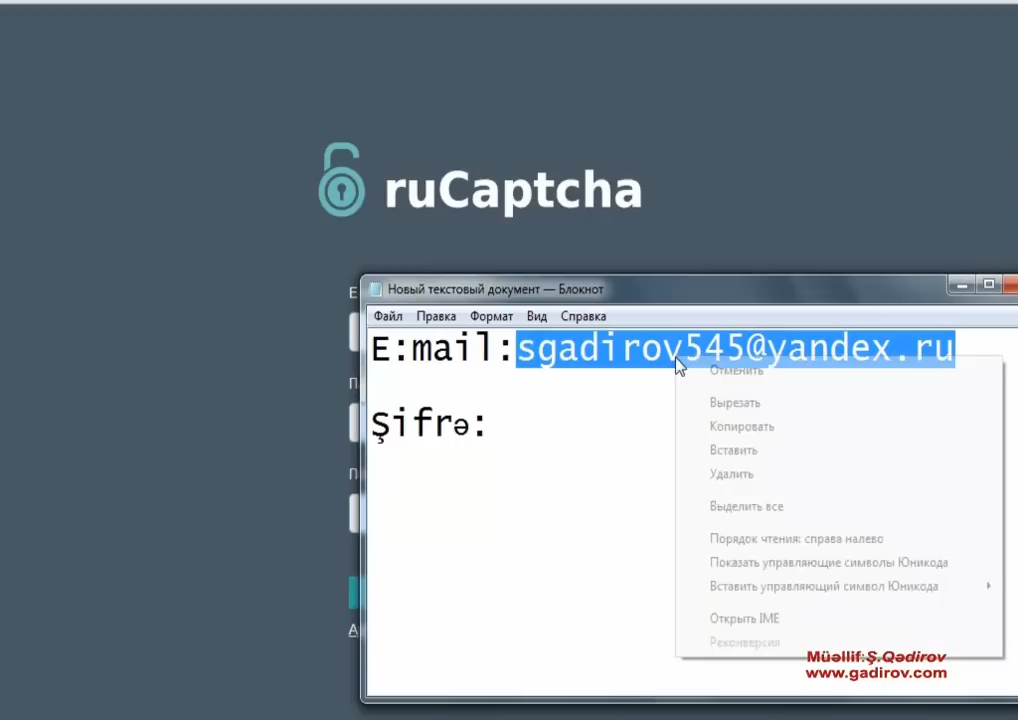 ruCaptcha
Новый текстовый документ — Блокнот
Файл Правка Формат Вид Справка
E:mail:sgadirov545@yandex.ru
Şifrə:
Отменить
Вырезать
Копировать
Вставить
Удалить
Выделить все
Порядок чтения: справа налево
Показать управляющие символы Юникода
Вставить управляющий символ Юникода
Открыть IME
Реконверсия
Müəllif:Ş.Qədirov
www.gadirov.com